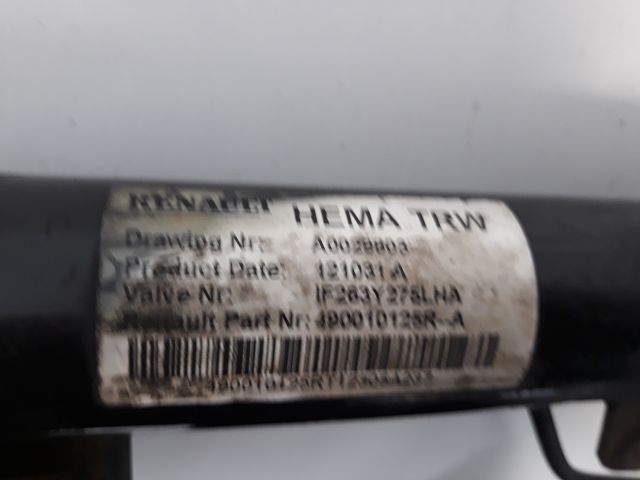 RENAULT HEMA TRW
Drawing Nr: A0029803
Product Date: 121031 A
Valve Nr: IF263Y275LHA
Renault Part Nr: 490010125R--A